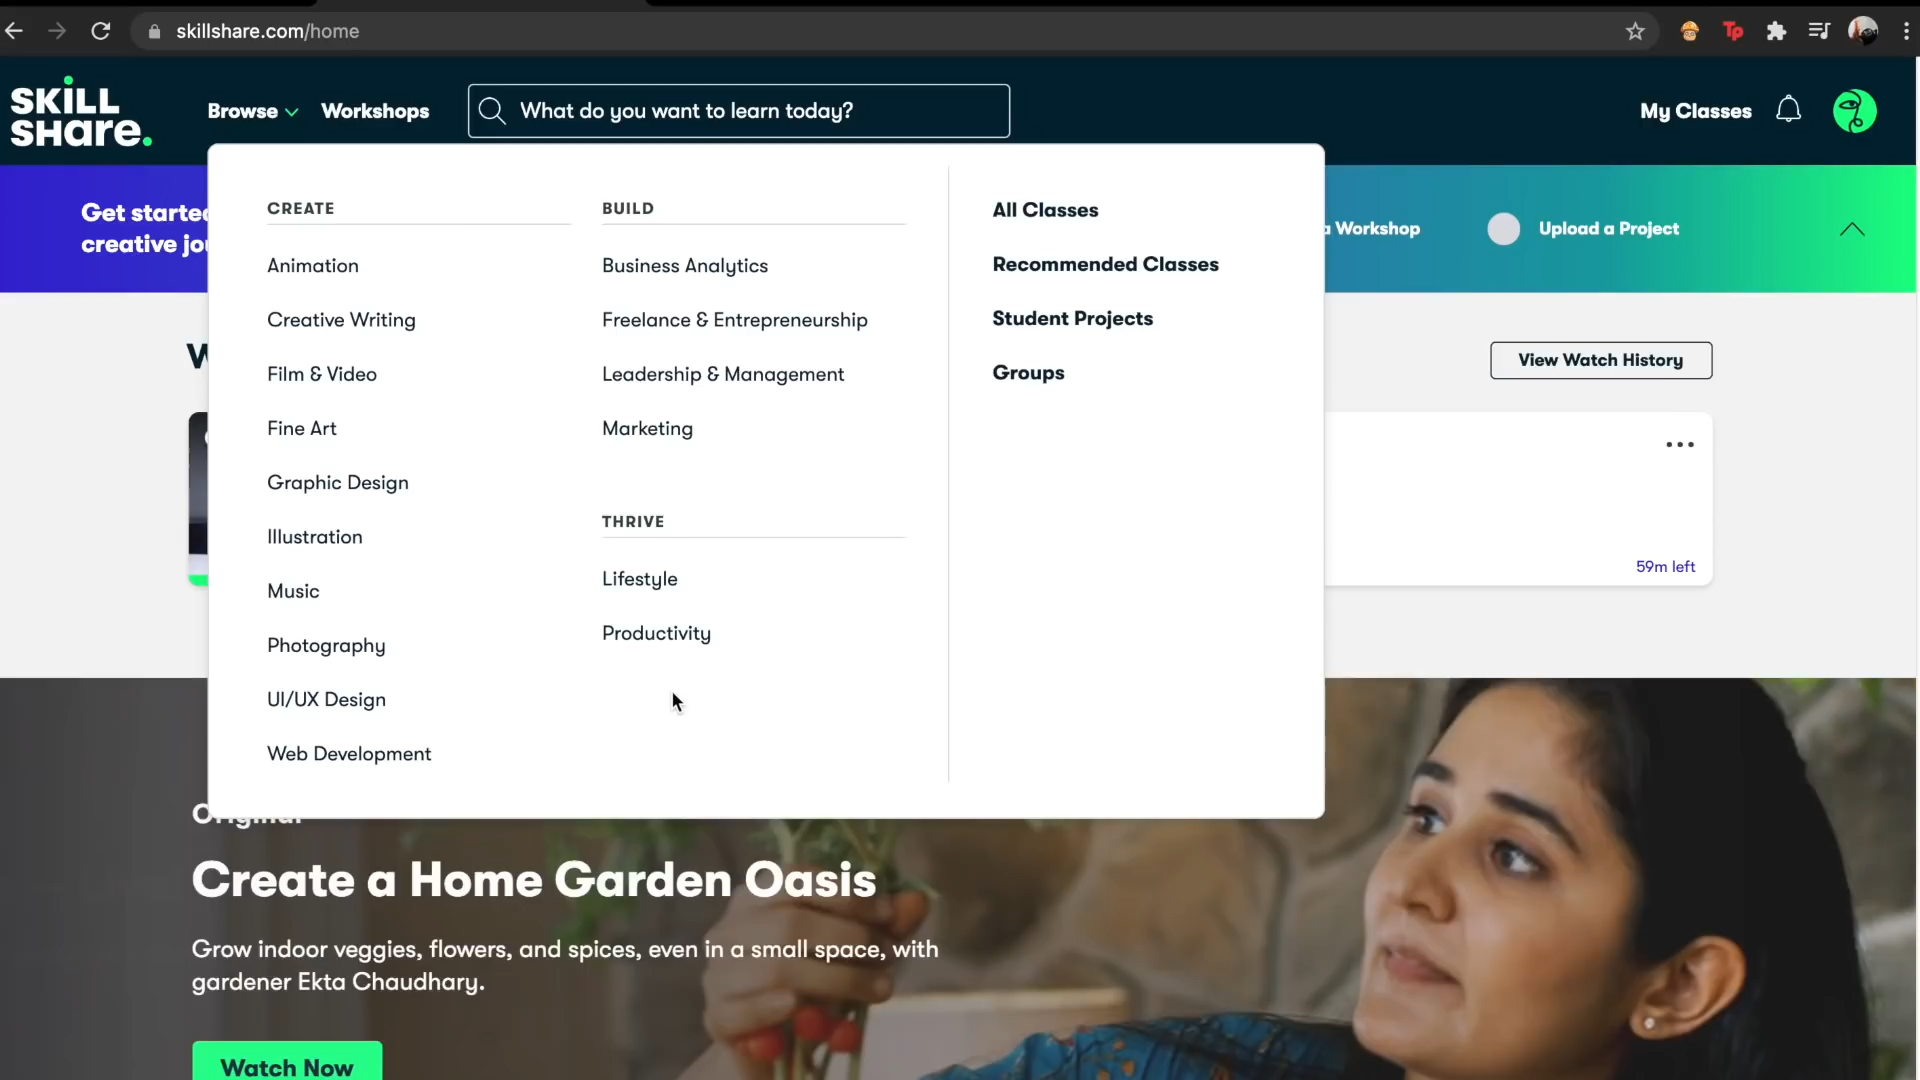 skillshare.com/home
Tp
SKiLL
SHare.
Browse
Workshops
What do you want to learn today?
My Classes
Get started
creative jou
a Workshop
Upload a Project
CREATE
Animation
Creative Writing
Film & Video
Fine Art
Graphic Design
Illustration
Music
Photography
UI/UX Design
Web Development
BUILD
Business Analytics
Freelance & Entrepreneurship
Leadership & Management
Marketing
THRIVE
Lifestyle
Productivity
All Classes
Recommended Classes
Student Projects
Groups
View Watch History
59m left
Original
Create a Home Garden Oasis
Grow indoor veggies, flowers, and spices, even in a small space, with
gardener Ekta Chaudhary.
Watch Now